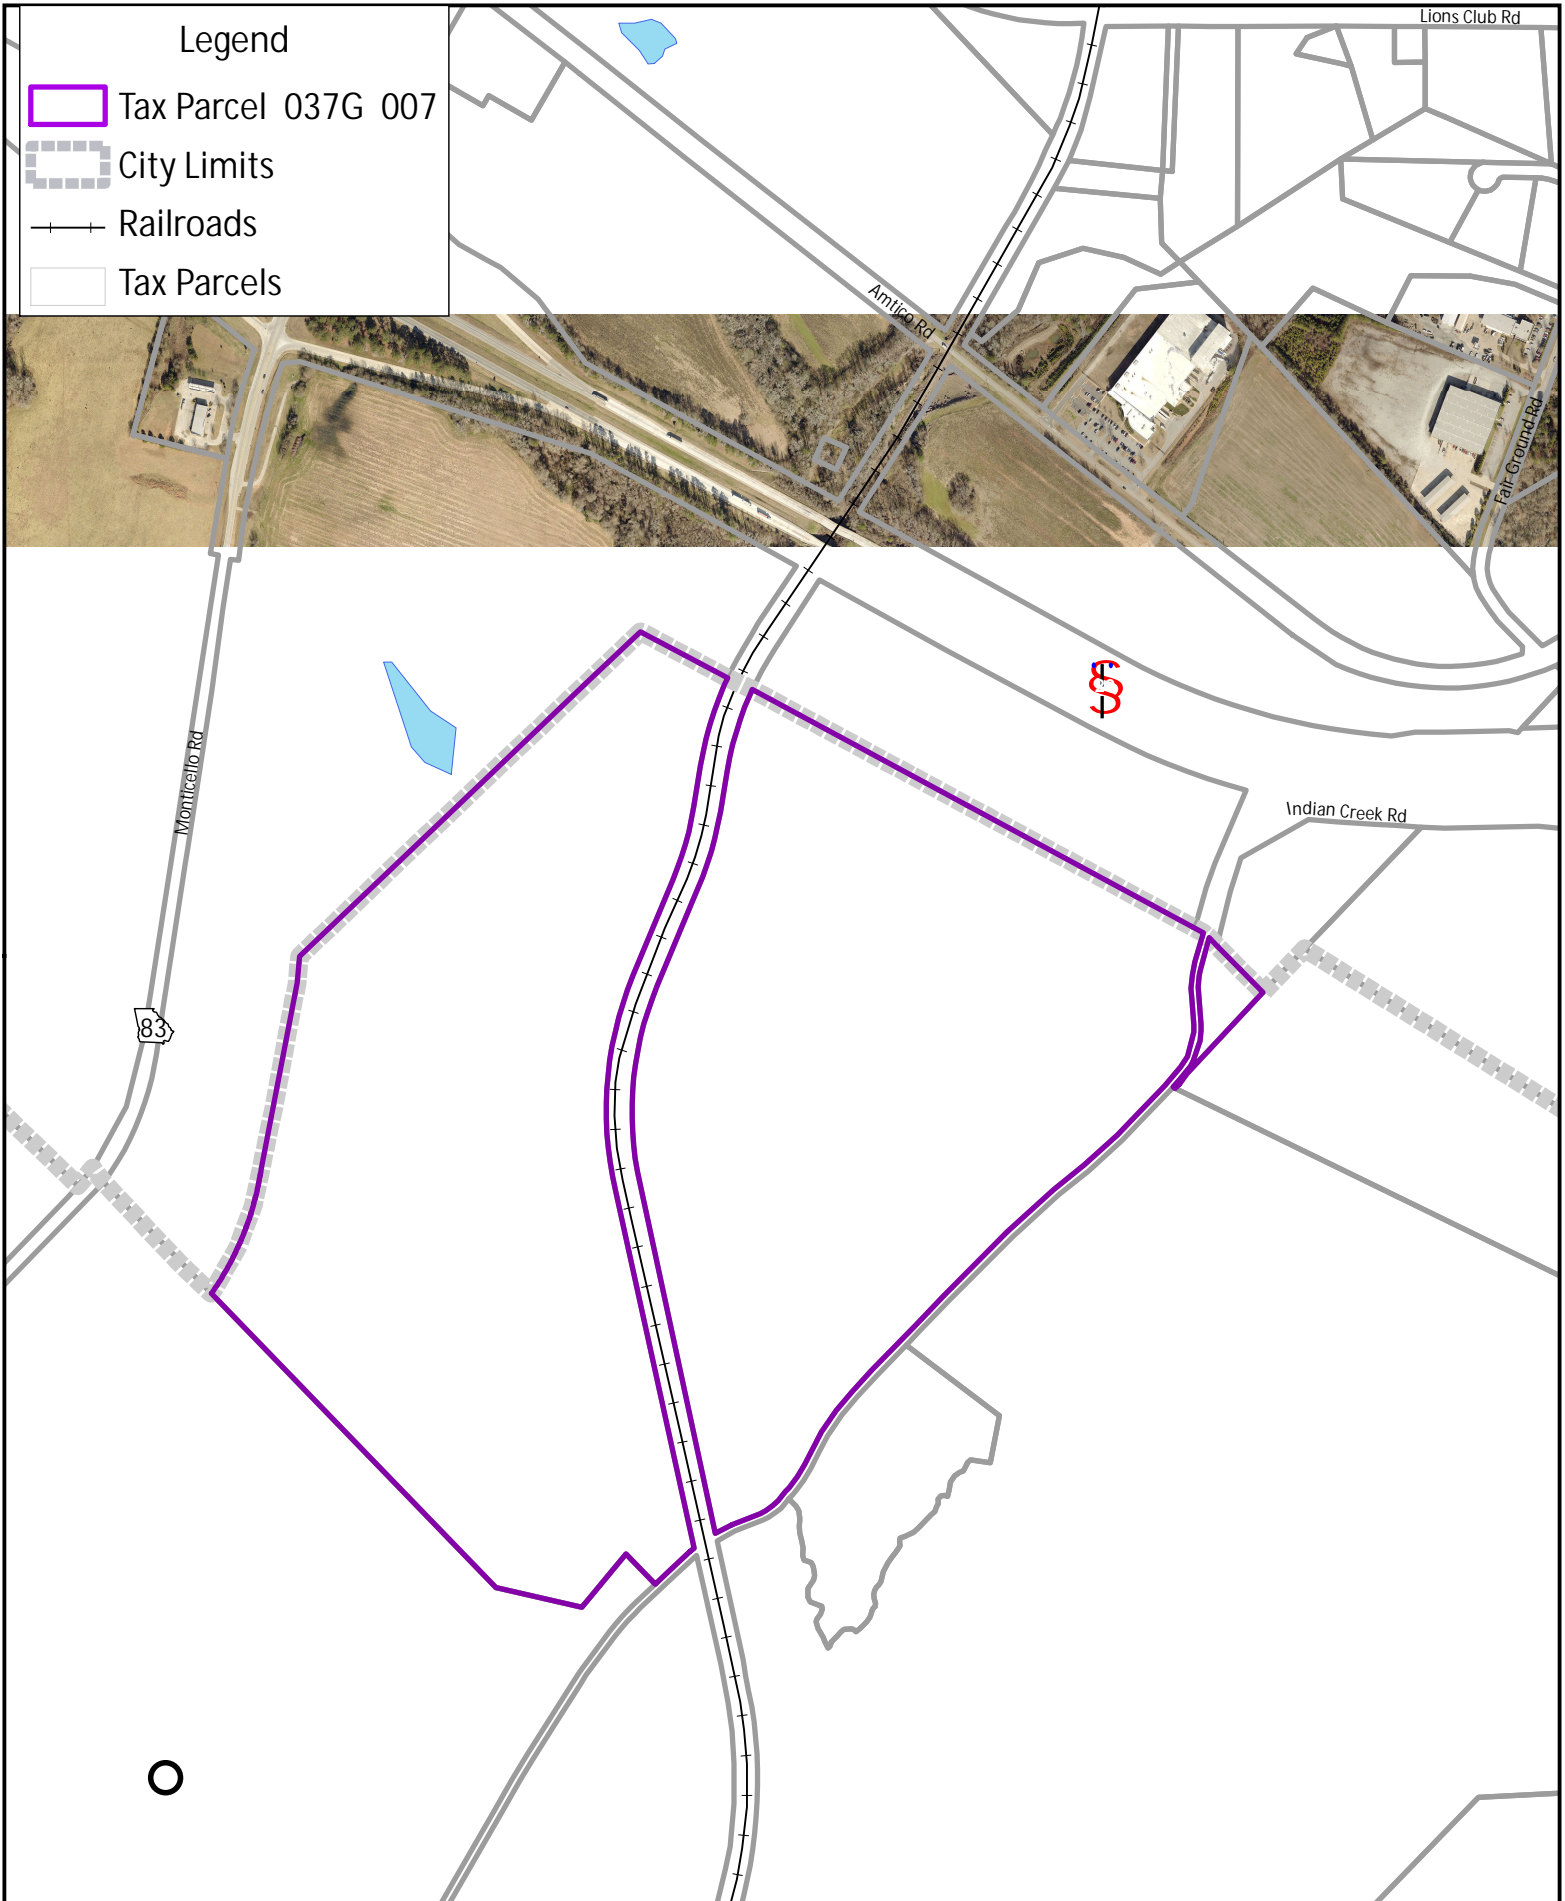 Lions Club Rd
Legend
Tax Parcel 037G 007
City Limits
Railroads
Tax Parcels
Amtico Rd
Fair Ground Rd
Monticello Rd
Indian Creek Rd
83